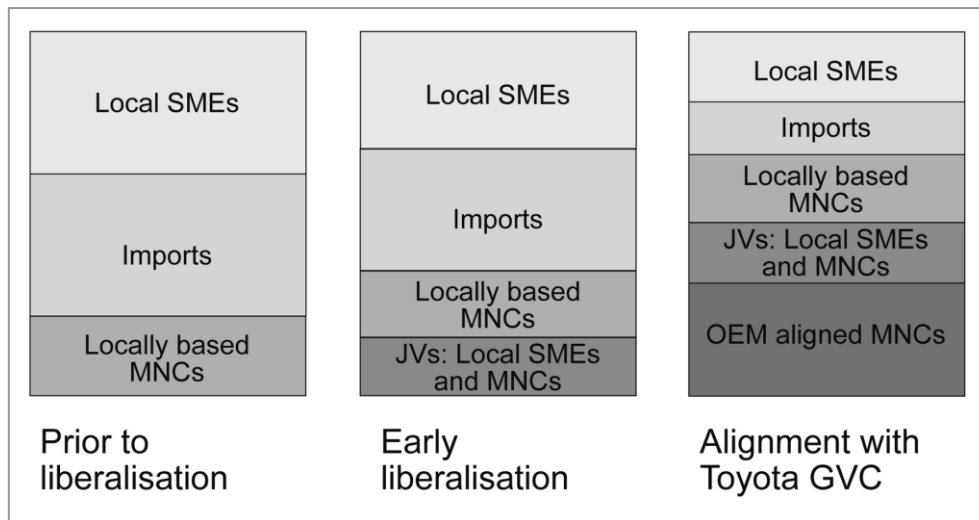 Local SMEs
Imports
Locally based
MNCs
Prior to
liberalisation
Local SMEs
Imports
Locally based
MNCs
JVs: Local SMEs
and MNCs
Early
liberalisation
Local SMEs
Imports
Locally based
MNCs
JVs: Local SMEs
and MNCs
OEM aligned MNCs
Alignment with
Toyota GVC